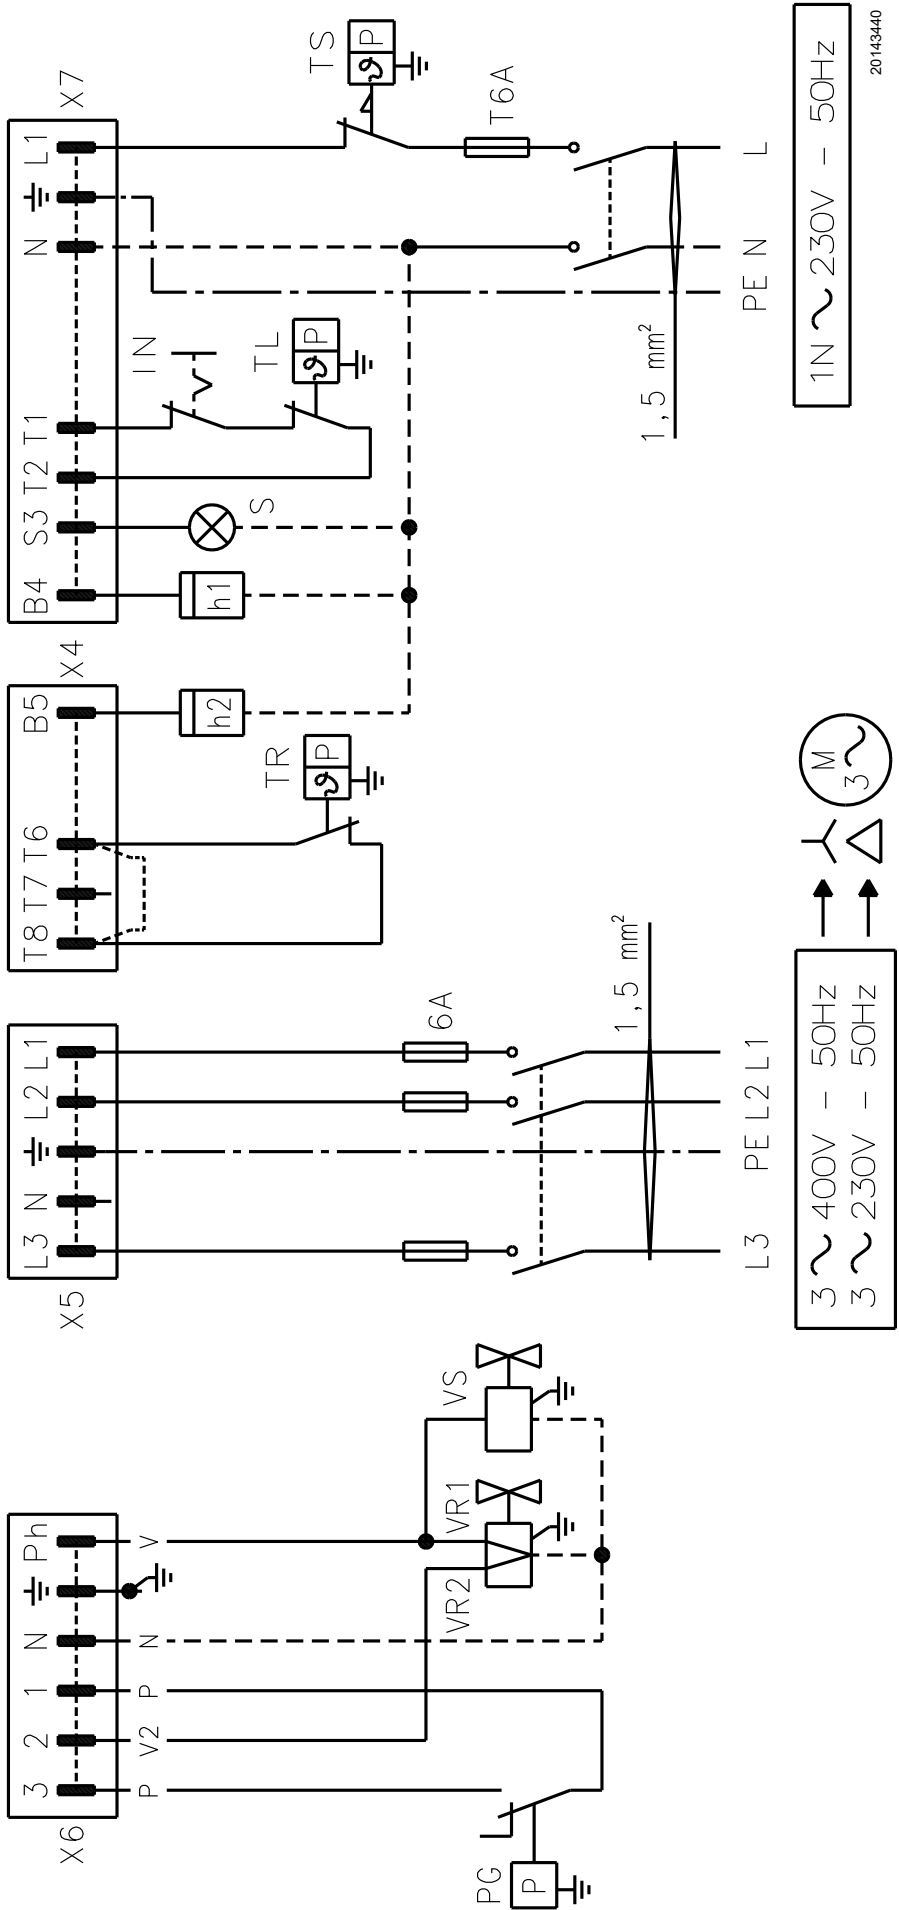 X6
3
2
1
N
Ph
P
V2
P
N
V
PG
P
VR2
VR1
VS
X5
L3
N
L2
L1
6A
1,5 mm²
L3
PE
L2
L1
3 ~ 400V - 50Hz
3 ~ 230V - 50Hz
M
3 ~
X4
T8
T7
T6
B5
TR
P
h2
X7
B4
S3
T2
T1
N
L1
h1
S
IN
TL
P
TS
P
T6A
1,5 mm²
PE
N
L
1N ~ 230V - 50Hz
20143440